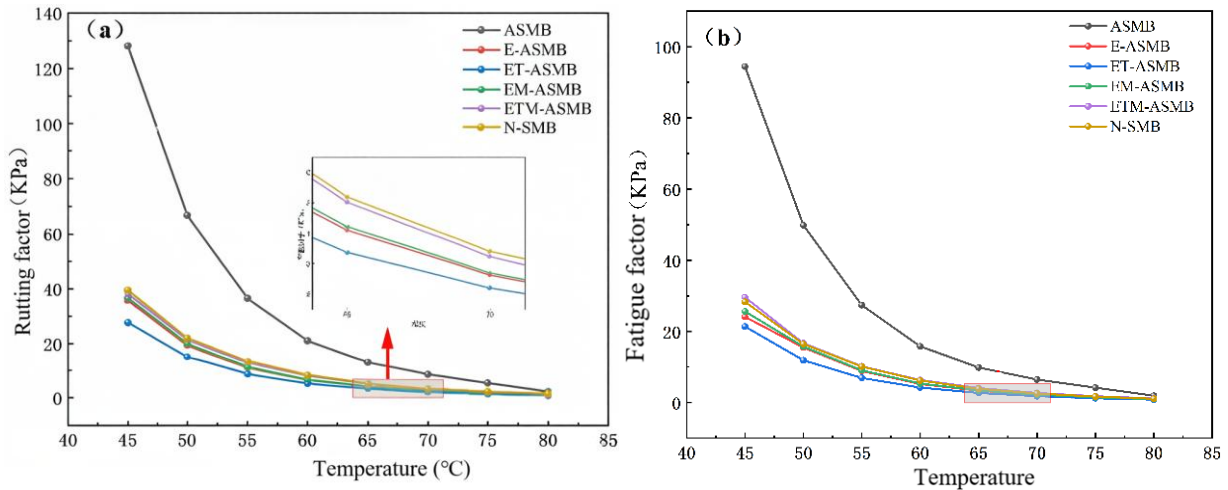 (a)
ASMB
E-ASMB
ET-ASMB
EM-ASMB
ETM-ASMB
N-SMB
Rutting factor (KPa)
140
120
100
80
60
40
20
0
40
45
50
55
60
65
70
75
80
85
Temperature (℃)
(b)
ASMB
E-ASMB
ET-ASMB
EM-ASMB
ETM-ASMB
N-SMB
Fatigue factor(KPa)
100
80
60
40
20
0
40
45
50
55
60
65
70
75
80
85
Temperature